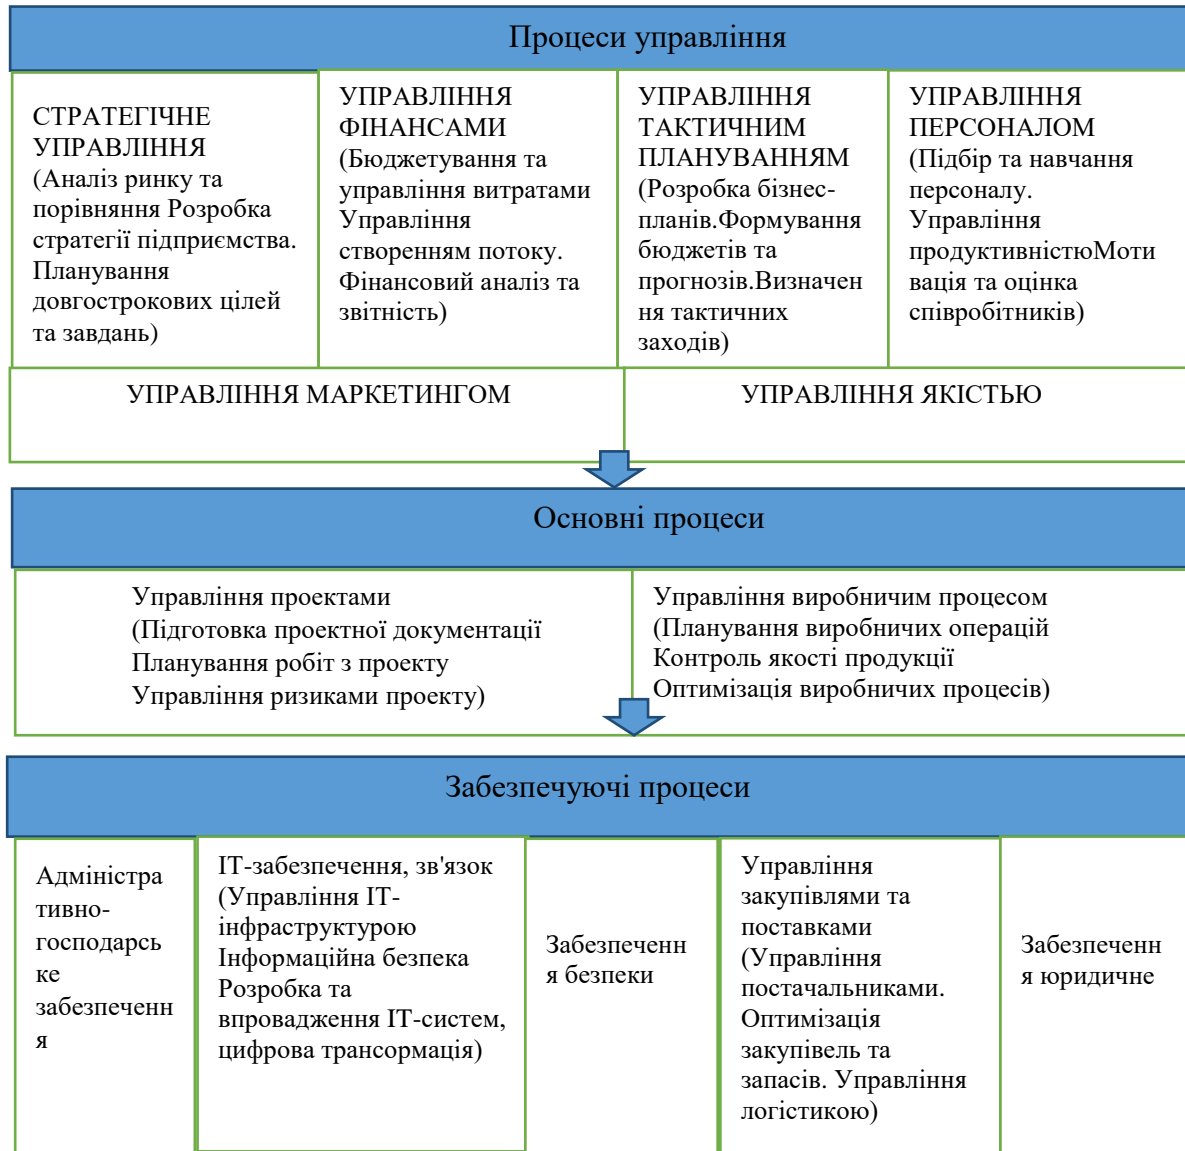 Процеси управління
СТРАТЕГІЧНЕ
УПРАВЛІННЯ
(Аналіз ринку та
порівняння Розробка
стратегії підприємства.
Планування
довгострокових цілей
та завдань)
УПРАВЛІННЯ
ФІНАНСАМИ
(Бюджетування та
управління витратами
Управління
створенням потоку.
Фінансовий аналіз та
звітність)
УПРАВЛІННЯ
ТАКТИЧНИМ
ПЛАНУВАННЯМ
(Розробка бізнес-
планів.Формування
бюджетів та
прогнозів.Визначен
ня тактичних
заходів)
УПРАВЛІННЯ
ПЕРСОНАЛОМ
(Підбір та навчання
персоналу.
Управління
продуктивністюМоти
вація та оцінка
співробітників)
УПРАВЛІННЯ МАРКЕТИНГОМ
УПРАВЛІННЯ ЯКІСТЬЮ
Основні процеси
Управління проектами
(Підготовка проектної документації
Планування робіт з проекту
Управління ризиками проекту)
Управління виробничим процесом
(Планування виробничих операцій
Контроль якості продукції
Оптимізація виробничих процесів)
Забезпечуючі процеси
Адміністра
тивно-
господарсь
ке
забезпеченн
я
ІТ-забезпечення, зв'язок
(Управління ІТ-
інфраструктурою
Інформаційна безпека
Розробка та
впровадження ІТ-систем,
цифрова трансормація)
Забезпеченн
я безпеки
Управління
закупівлями та
поставками
(Управління
постачальниками.
Оптимізація
закупівель та
запасів. Управління
логістикою)
Забезпеченн
я юридичне